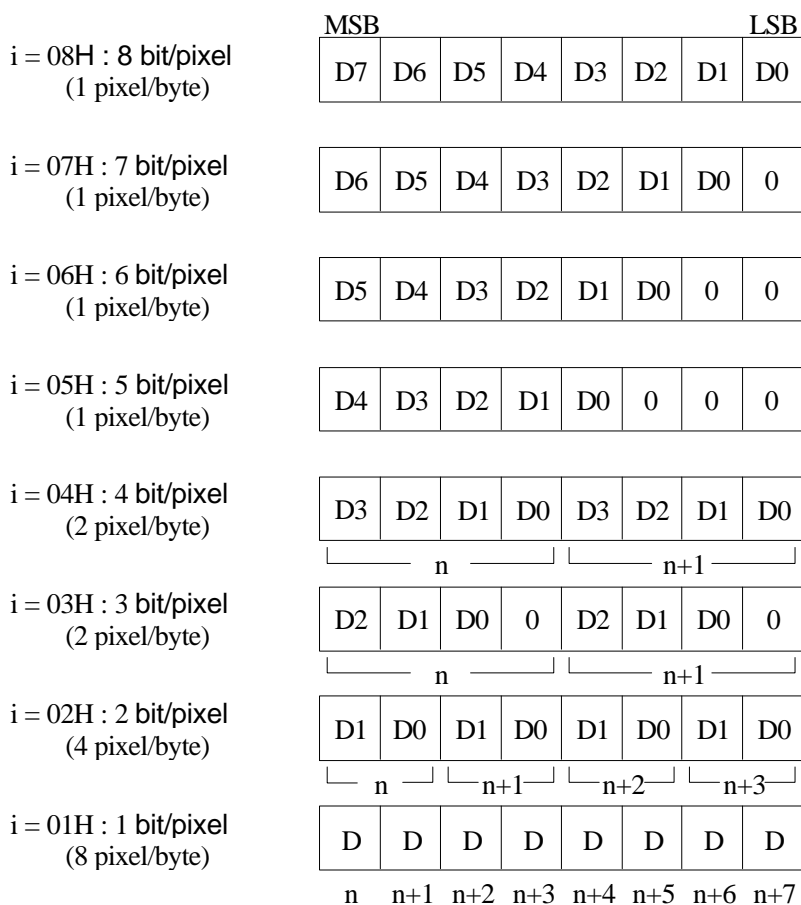 MSB LSB
i = 08H : 8 bit/pixel
(1 pixel/byte)
D7 D6 D5 D4 D3 D2 D1 D0
i = 07H : 7 bit/pixel
(1 pixel/byte)
D6 D5 D4 D3 D2 D1 D0 0
i = 06H : 6 bit/pixel
(1 pixel/byte)
D5 D4 D3 D2 D1 D0 0 0
i = 05H : 5 bit/pixel
(1 pixel/byte)
D4 D3 D2 D1 D0 0 0 0
i = 04H : 4 bit/pixel
(2 pixel/byte)
D3 D2 D1 D0 D3 D2 D1 D0
n n+1
i = 03H : 3 bit/pixel
(2 pixel/byte)
D2 D1 D0 0 D2 D1 D0 0
n n+1
i = 02H : 2 bit/pixel
(4 pixel/byte)
D1 D0 D1 D0 D1 D0 D1 D0
n n+1 n+2 n+3
i = 01H : 1 bit/pixel
(8 pixel/byte)
D D D D D D D D
n n+1 n+2 n+3 n+4 n+5 n+6 n+7